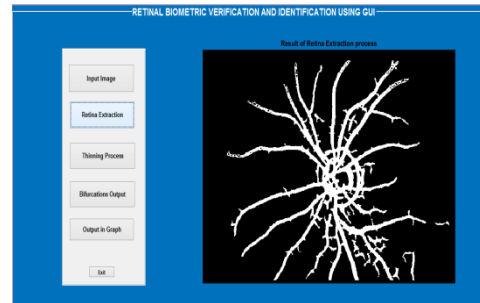 RETINAL BIOMETRIC VERIFICATION AND IDENTIFICATION USING GUI
Result of Retina Extraction process
Input Image
Retina Extraction
Thinning Process
Bifurcations Output
Output in Graph
Exit